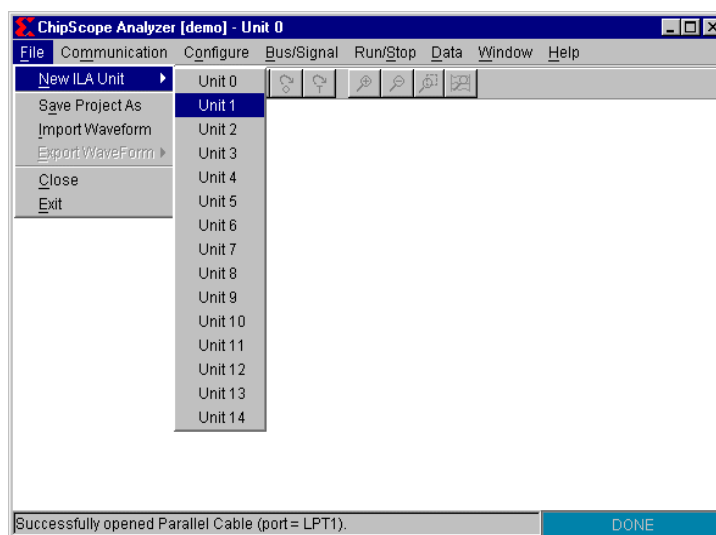 ChipScope Analyzer [demo] - Unit 0
File Communication Configure Bus/Signal Run/Stop Data Window Help
New ILA Unit
Save Project As
Import Waveform
Export WaveForm
Close
Exit
Unit 0
Unit 1
Unit 2
Unit 3
Unit 4
Unit 5
Unit 6
Unit 7
Unit 8
Unit 9
Unit 10
Unit 11
Unit 12
Unit 13
Unit 14
Successfully opened Parallel Cable (port = LPT1).
DONE